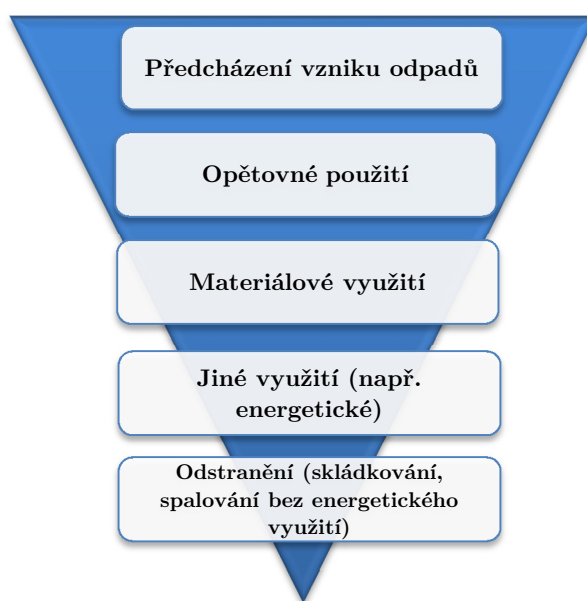 Předcházení vzniku odpadů
Opětovné použití
Materiálové využití
Jiné využití (např.
energetické)
Odstranění (skládkování,
spalování bez energetického
využití)